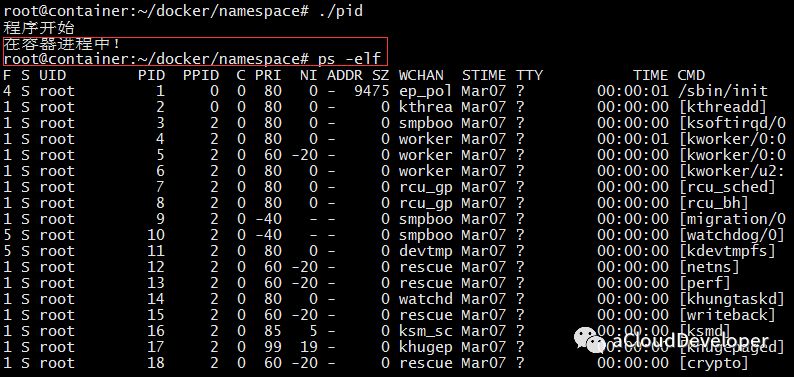 root@container:~/docker/namespace# ./pid
程序开始
在容器进程中!
root@container:~/docker/namespace# ps -elf
F S UID PID PPID C PRI NI ADDR SZ WCHAN STIME TTY TIME CMD
4 S root 1 0 0 80 0 - 9475 ep_pol Mar07 ? 00:00:01 /sbin/init
1 S root 2 0 0 80 0 - 0 kthrea Mar07 ? 00:00:00 [kthreadd]
1 S root 3 2 0 80 0 - 0 smpboo Mar07 ? 00:00:00 [ksoftirqd/0
1 S root 4 2 0 80 0 - 0 worker Mar07 ? 00:00:01 [kworker/0:0
1 S root 5 2 0 60 -20 - 0 worker Mar07 ? 00:00:00 [kworker/0:0
1 S root 6 2 0 80 0 - 0 worker Mar07 ? 00:00:00 [kworker/u2:
1 S root 7 2 0 80 0 - 0 rcu_gp Mar07 ? 00:00:00 [rcu_sched]
1 S root 8 2 0 80 0 - 0 rcu_gp Mar07 ? 00:00:00 [rcu_bh]
1 S root 9 2 0 -40 - - 0 smpboo Mar07 ? 00:00:00 [migration/0
5 S root 10 2 0 -40 - - 0 smpboo Mar07 ? 00:00:00 [watchdog/0]
5 S root 11 2 0 80 0 - 0 devtmp Mar07 ? 00:00:00 [kdevtmpfs]
1 S root 12 2 0 60 -20 - 0 rescue Mar07 ? 00:00:00 [netns]
1 S root 13 2 0 60 -20 - 0 rescue Mar07 ? 00:00:00 [perf]
1 S root 14 2 0 80 0 - 0 watchd Mar07 ? 00:00:00 [khungtaskd]
1 S root 15 2 0 60 -20 - 0 rescue Mar07 ? 00:00:00 [writeback]
1 S root 16 2 0 85 5 - 0 ksm_sc Mar07 ? 00:00:00 [ksmd]
1 S root 17 2 0 99 19 - 0 khugep Mar07 ? 00:00:00 [khugepaged]
1 S root 18 2 0 60 -20 - 0 rescue Mar07 ? 00:00:00 [crypto]
aCloudDeveloper